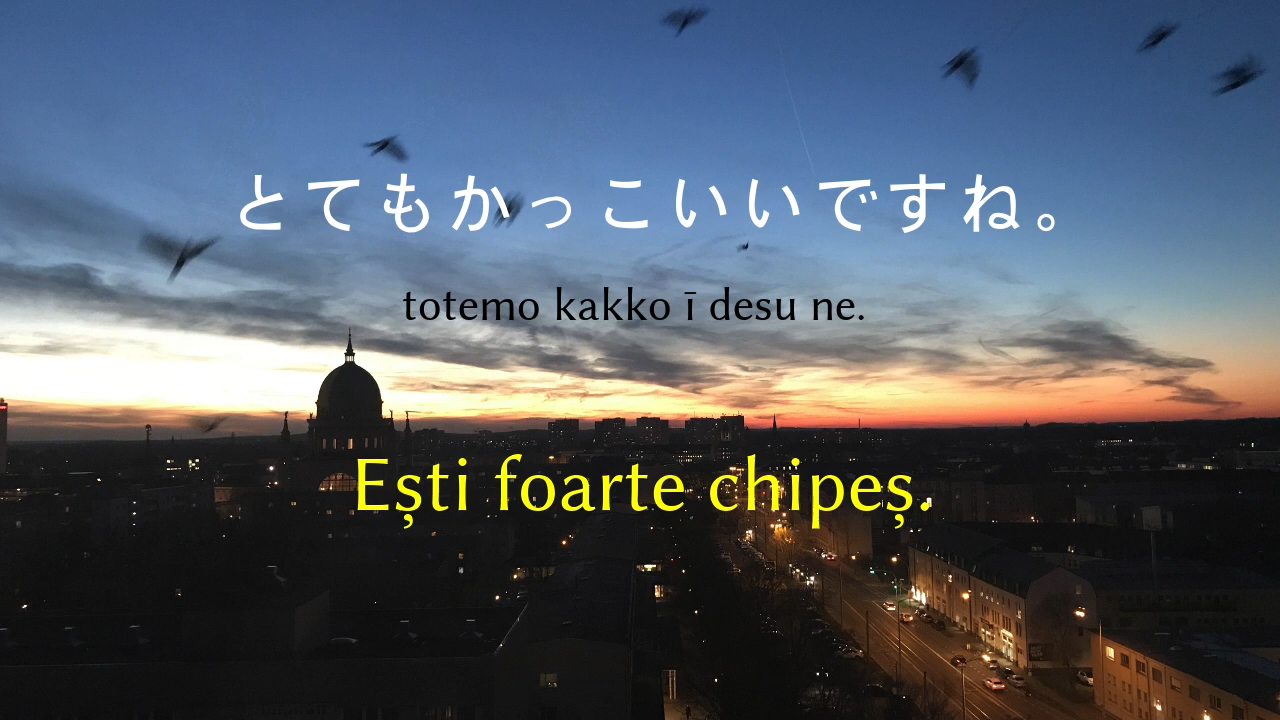 とてもかっこいいですね。
totemo kakko ī desu ne.
Ești foarte chipeș.